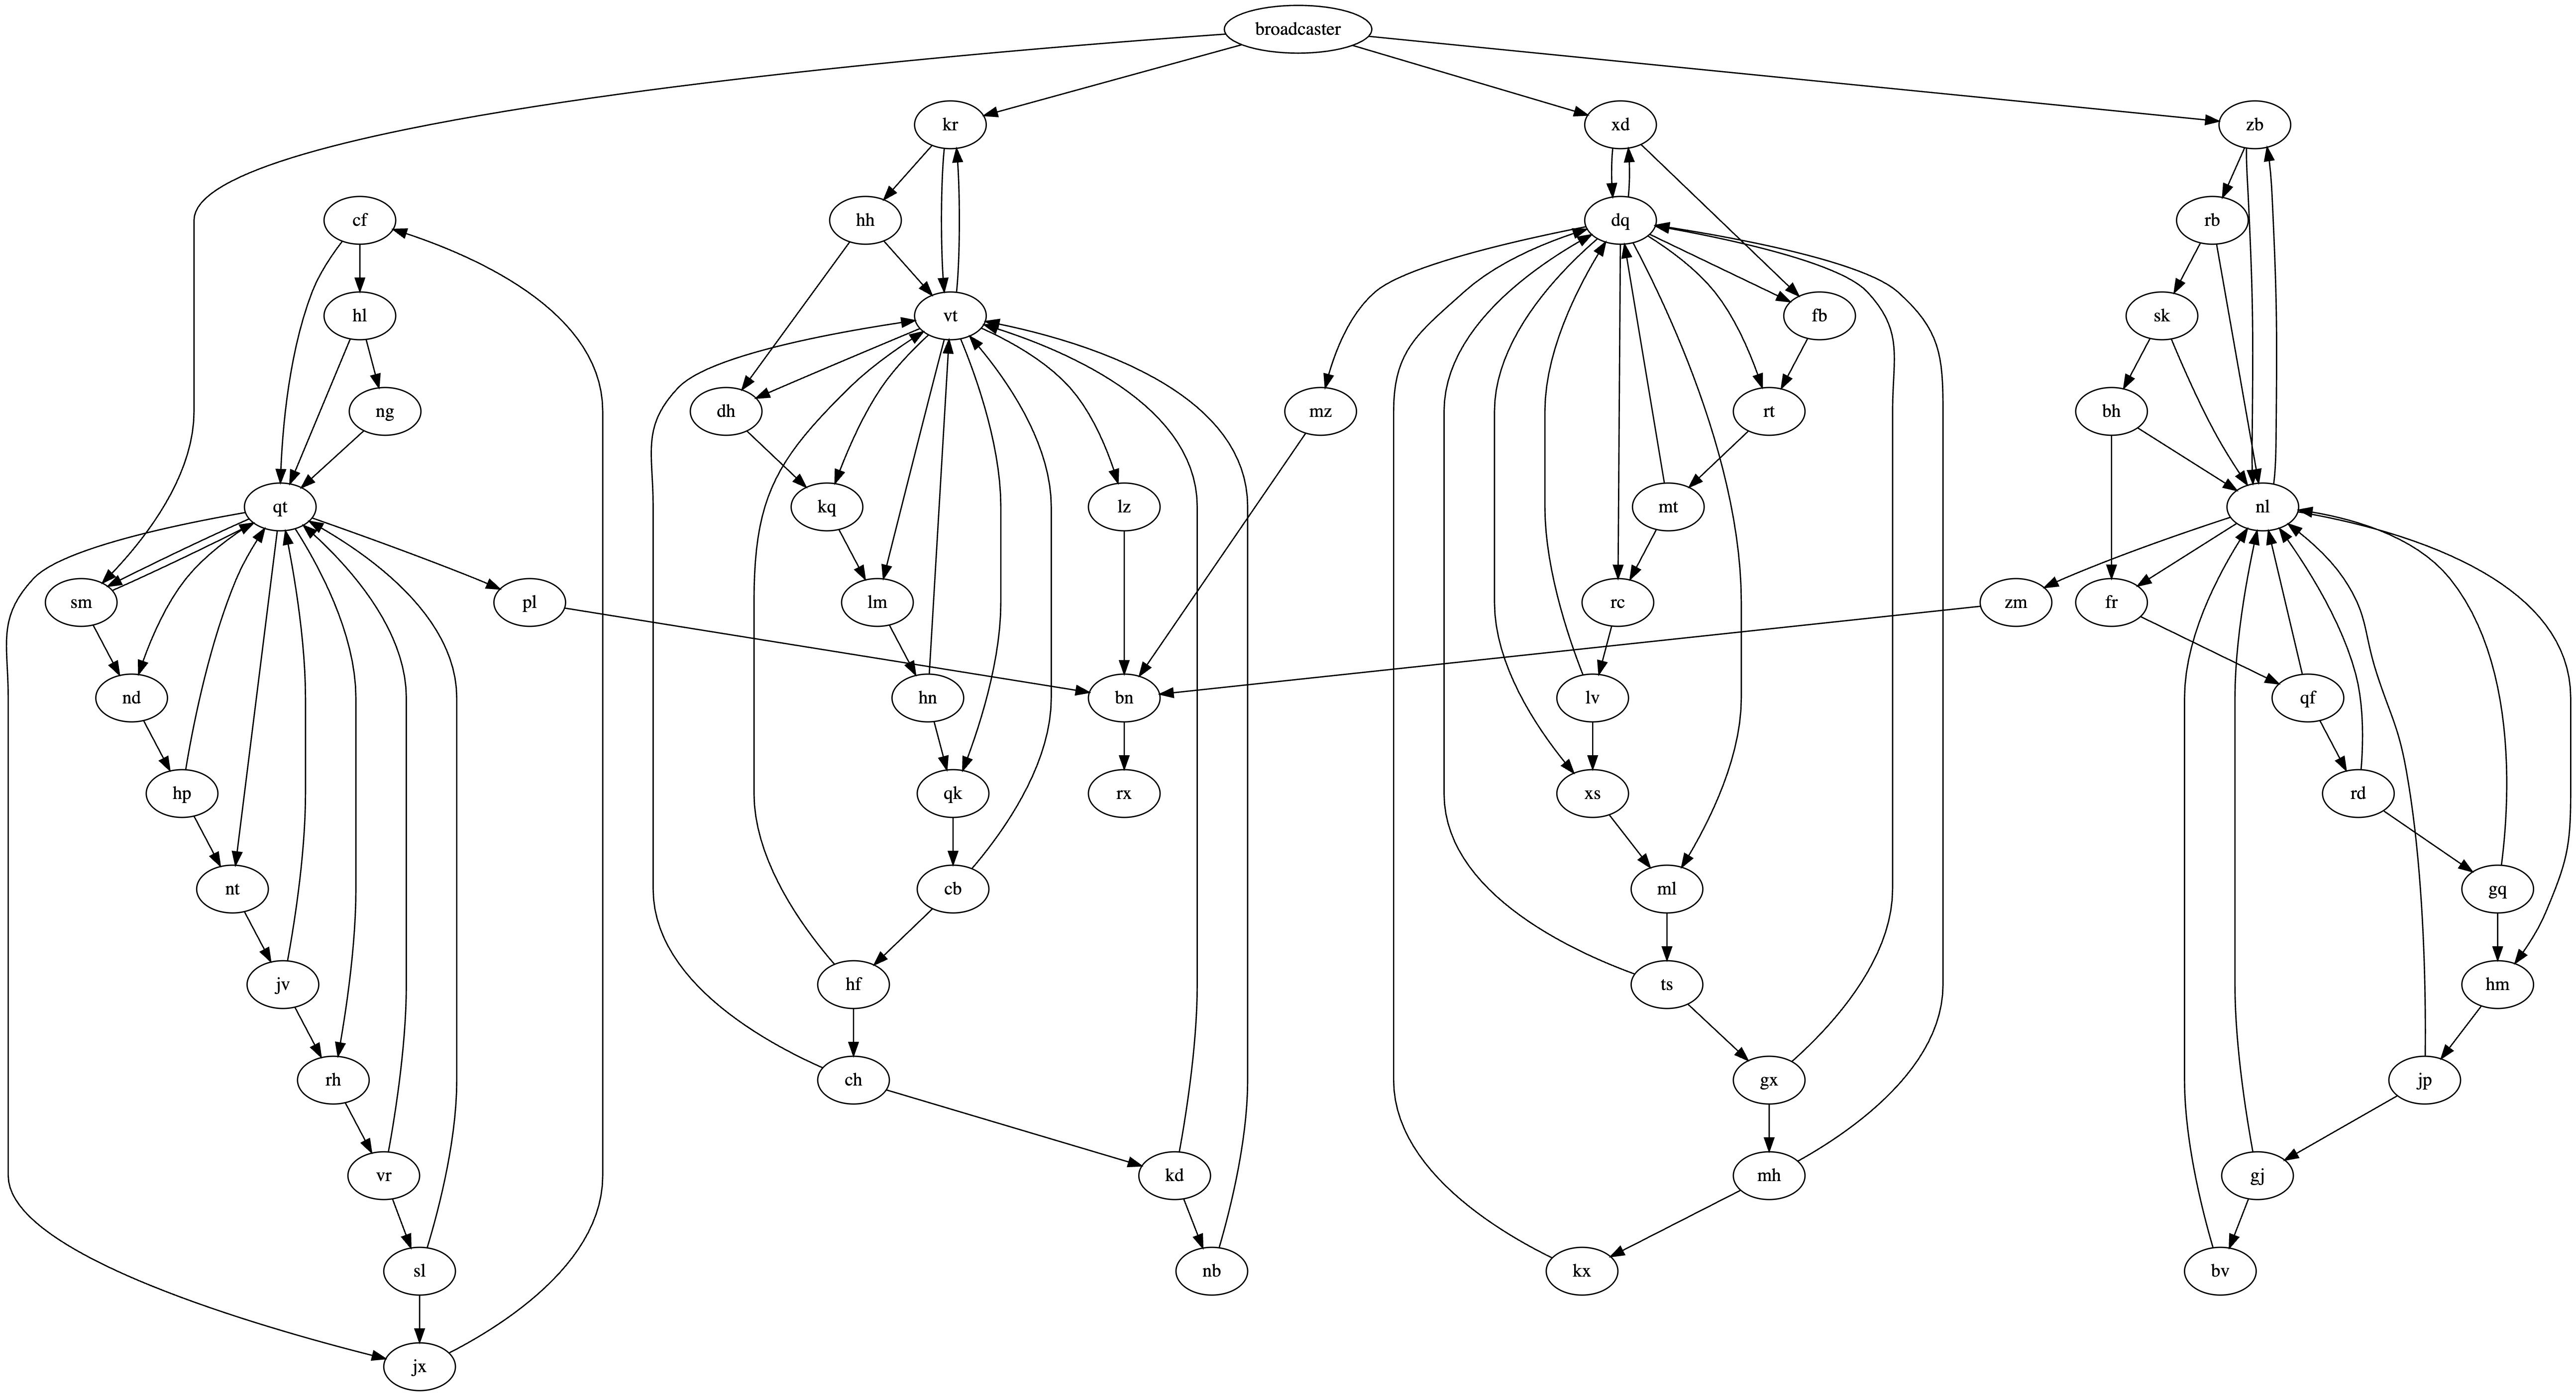 broadcaster
kr
xd
zb
cf
hh
dq
rb
hl
vt
fb
sk
ng
dh
mz
rt
bh
qt
kq
lz
mt
nl
sm
pl
lm
rc
zm
fr
nd
hn
bn
lv
qf
hp
qk
rx
xs
rd
nt
cb
ml
gq
jv
hf
ts
hm
rh
ch
gx
jp
vr
kd
mh
gj
sl
nb
kx
bv
jx